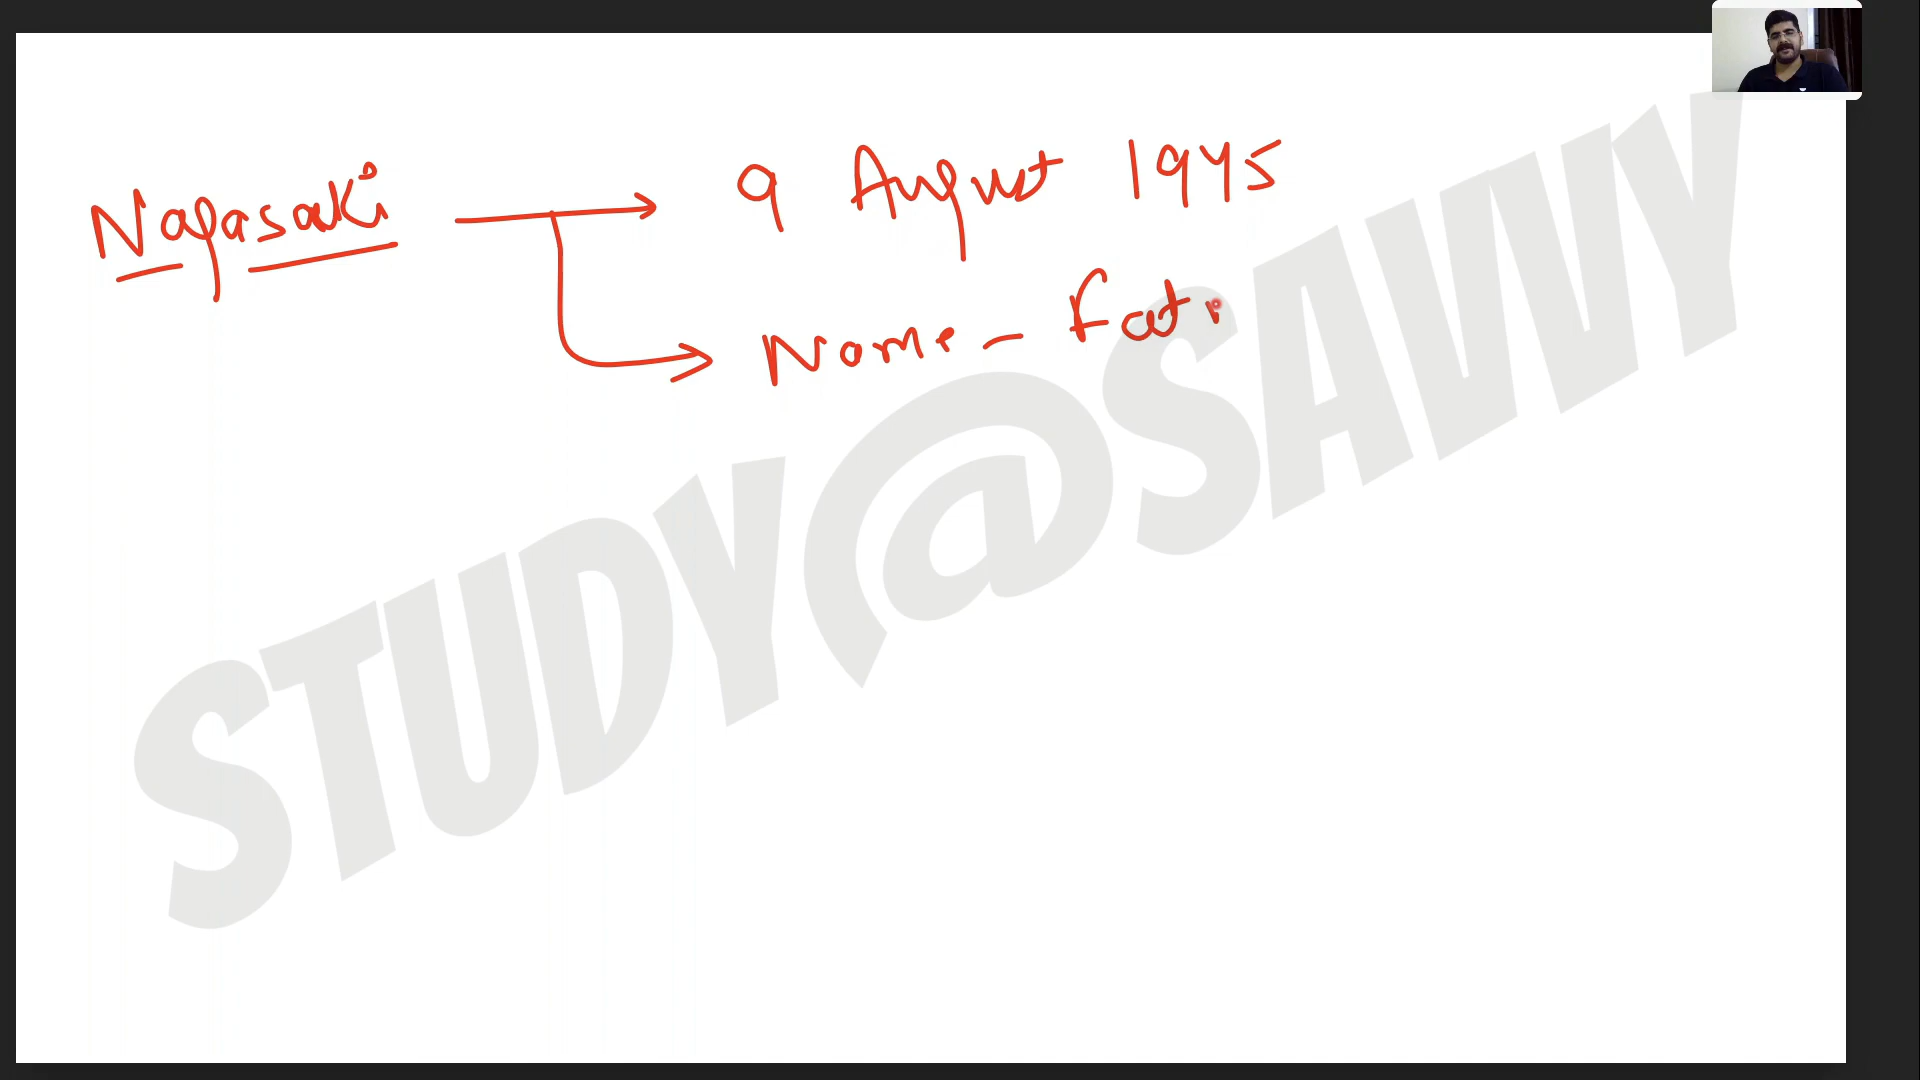 Nagasaki → 9 August 1945
→ Name - Fat
STUDY@SAVVY